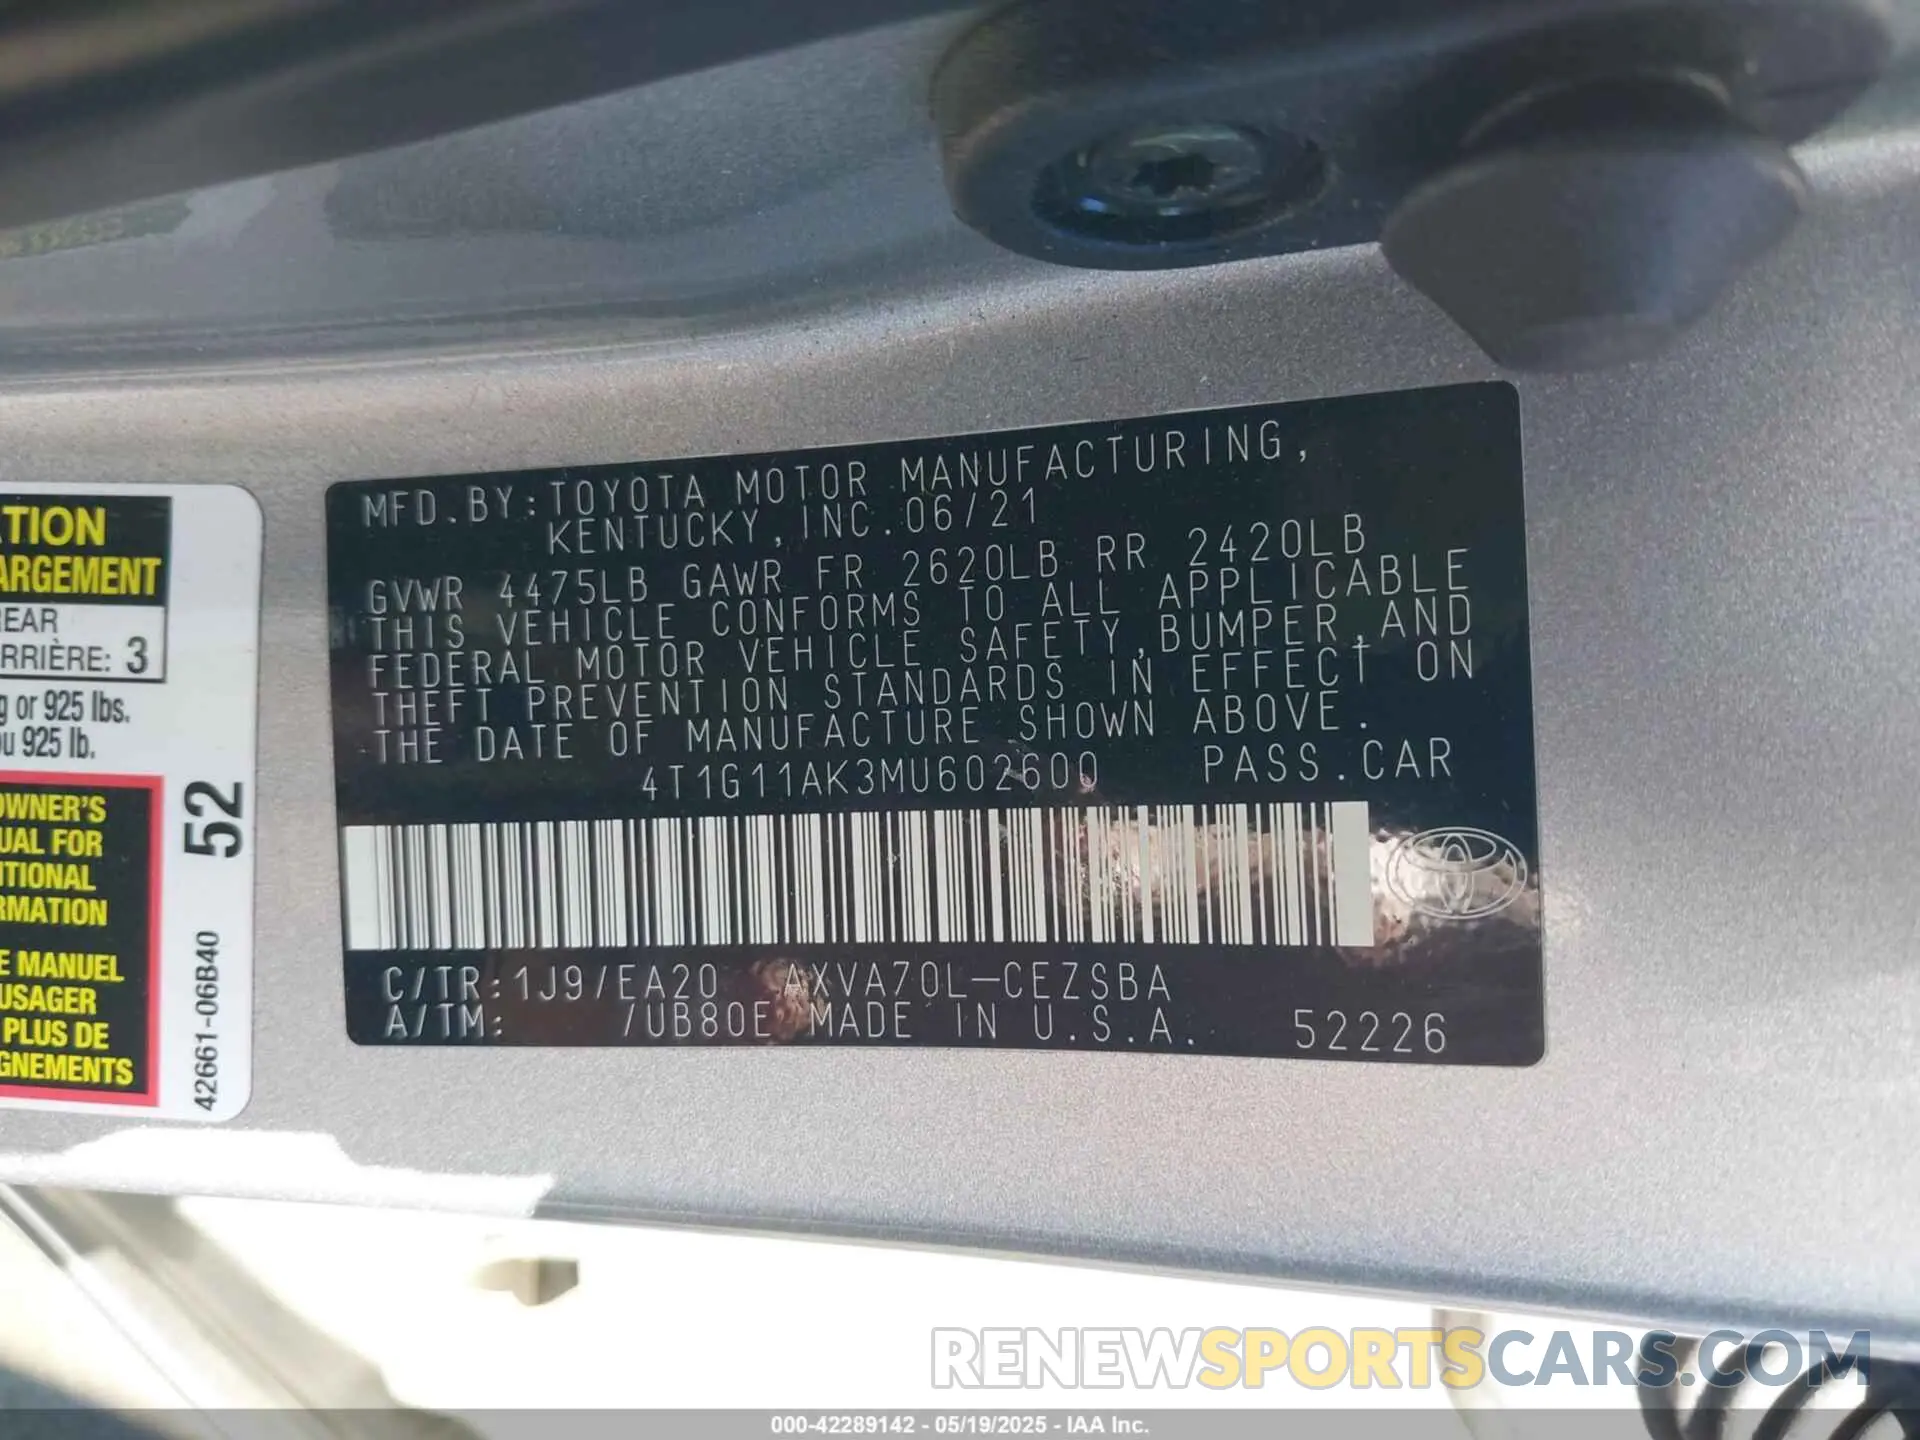 MFD.BY:TOYOTA MOTOR MANUFACTURING,
KENTUCKY,INC.06/21
GVWR 4475LB GAWR FR 2620LB RR 2420LB
THIS VEHICLE CONFORMS TO ALL APPLICABLE
FEDERAL MOTOR VEHICLE SAFETY,BUMPER,AND
THEFT PREVENTION STANDARDS IN EFFECT ON
THE DATE OF MANUFACTURE SHOWN ABOVE.
4T1G11AK3MU602600 PASS.CAR
C/TR:1J9/EA20 AXVA70L-CEZSBA
A/TM: /UB80E MADE IN U.S.A. 52226
ATION
ARGEMENT
REAR
RRIÈRE: 3
g or 925 lbs.
ou 925 lb.
OWNER'S
UAL FOR
ITIONAL
RMATION
E MANUEL
USAGER
PLUS DE
GNEMENTS
52
42661-06B40
RENEWSPORTSCARS.COM
000-42289142 - 05/19/2025 - IAA Inc.